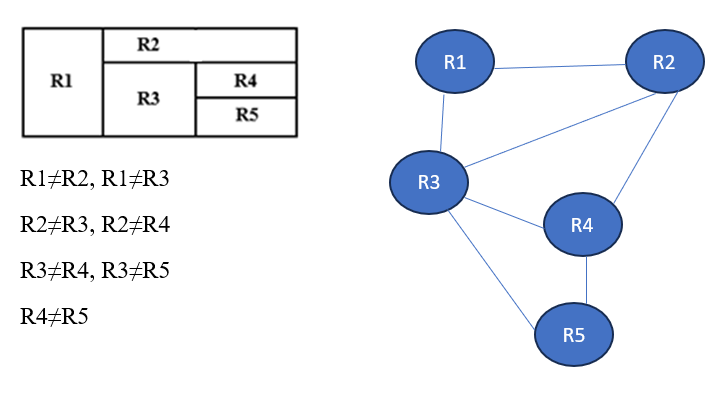 R1
R2
R3
R4
R5
R1≠R2, R1≠R3
R2≠R3, R2≠R4
R3≠R4, R3≠R5
R4≠R5
R1
R2
R3
R4
R5